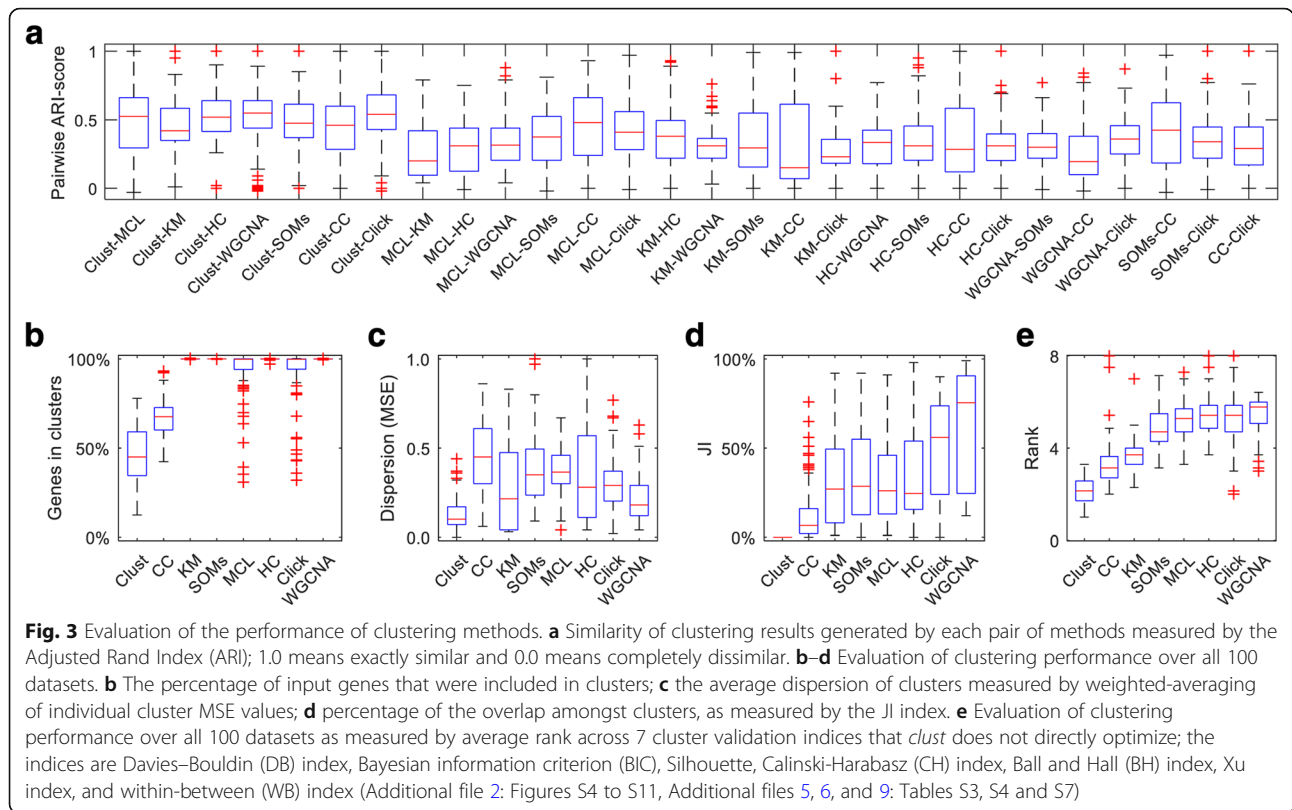 a
Pairwise ARI-score
1
0.5
0
Clust-MCL
Clust-KM
Clust-HC
Clust-WGCNA
Clust-SOMs
Clust-CC
Clust-Click
MCL-KM
MCL-HC
MCL-WGCNA
MCL-SOMs
MCL-CC
MCL-Click
KM-HC
KM-WGCNA
KM-SOMs
KM-CC
KM-Click
HC-WGCNA
HC-SOMs
HC-CC
HC-Click
WGCNA-SOMs
WGCNA-CC
WGCNA-Click
SOMs-CC
SOMs-Click
CC-Click
b
Genes in clusters
100%
50%
0%
Clust
CC
KM
SOMs
MCL
HC
Click
WGCNA
c
Dispersion (MSE)
1.0
0.5
0.0
Clust
CC
KM
SOMs
MCL
HC
Click
WGCNA
d
JI
100%
50%
0%
Clust
CC
KM
SOMs
MCL
HC
Click
WGCNA
e
Rank
8
4
0
Clust
CC
KM
SOMs
MCL
HC
Click
WGCNA
Fig. 3 Evaluation of the performance of clustering methods. a Similarity of clustering results generated by each pair of methods measured by the
Adjusted Rand Index (ARI); 1.0 means exactly similar and 0.0 means completely dissimilar. b–d Evaluation of clustering performance over all 100
datasets. b The percentage of input genes that were included in clusters; c the average dispersion of clusters measured by weighted-averaging
of individual cluster MSE values; d percentage of the overlap amongst clusters, as measured by the JI index. e Evaluation of clustering
performance over all 100 datasets as measured by average rank across 7 cluster validation indices that clust does not directly optimize; the
indices are Davies–Bouldin (DB) index, Bayesian information criterion (BIC), Silhouette, Calinski-Harabasz (CH) index, Ball and Hall (BH) index, Xu
index, and within-between (WB) index (Additional file 2: Figures S4 to S11, Additional files 5, 6, and 9: Tables S3, S4 and S7)